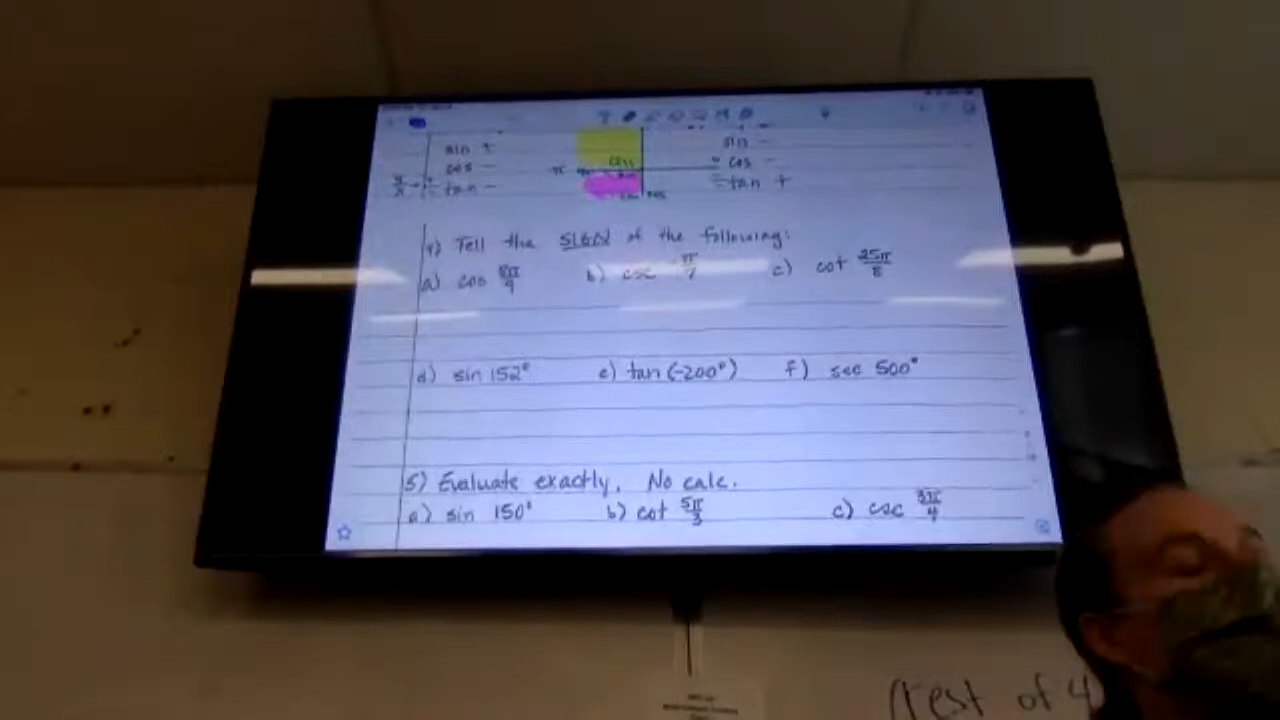 sin + sin -
cos - cos -
tan - tan +
4) Tell the SIGN of the following:
a) cos 8π/9 b) csc -π/7 c) cot 25π/8
d) sin 152° e) tan (-200°) f) sec 500°
5) Evaluate exactly. No calc.
a) sin 150° b) cot 5π/3 c) csc 3π/4
(rest of 4